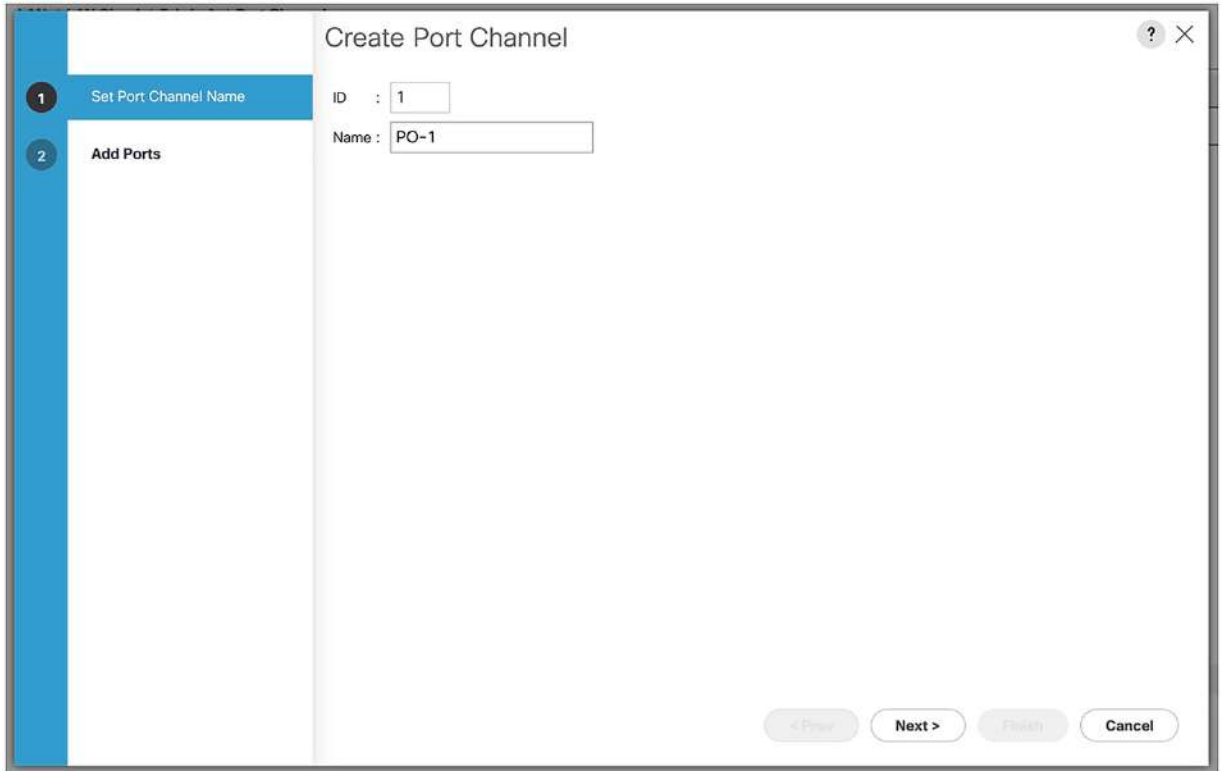 Create Port Channel
?
1 Set Port Channel Name
ID : 1
Name : PO-1
2 Add Ports
< Prev Next > Finish Cancel